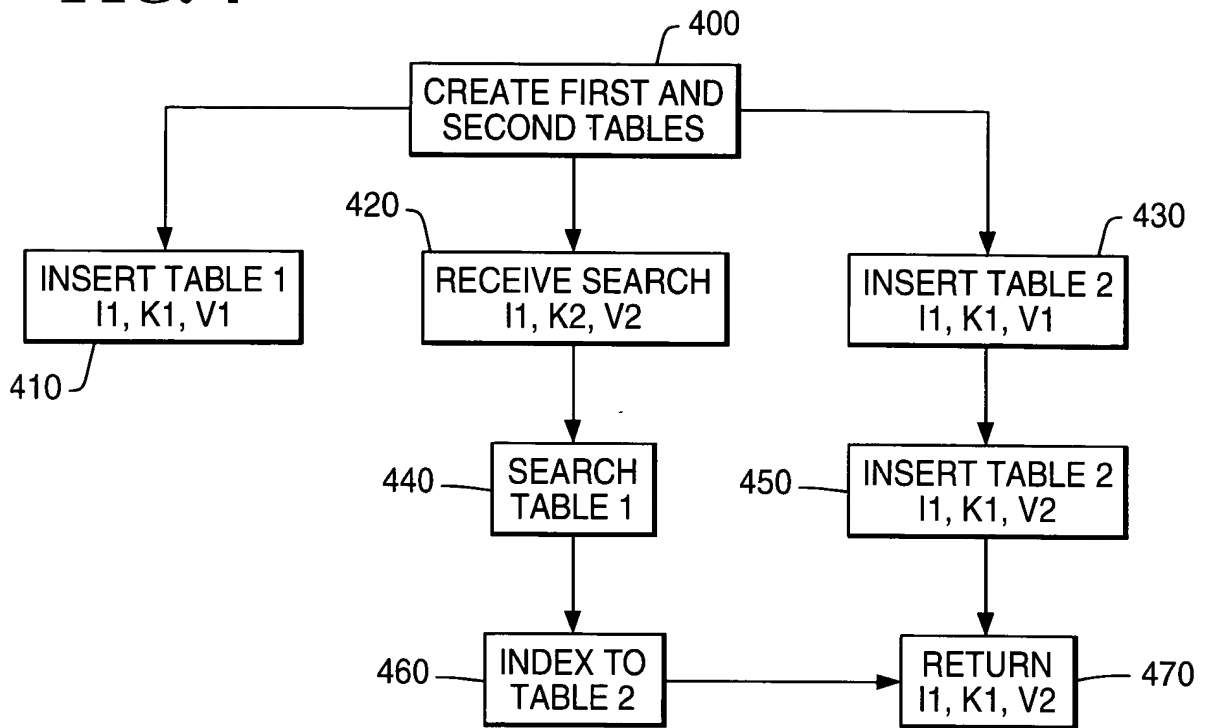 400
CREATE FIRST AND
SECOND TABLES
420
430
INSERT TABLE 1
I1, K1, V1
RECEIVE SEARCH
I1, K2, V2
INSERT TABLE 2
I1, K1, V1
410
440
SEARCH
TABLE 1
450
INSERT TABLE 2
I1, K1, V2
460
INDEX TO
TABLE 2
RETURN
I1, K1, V2
470